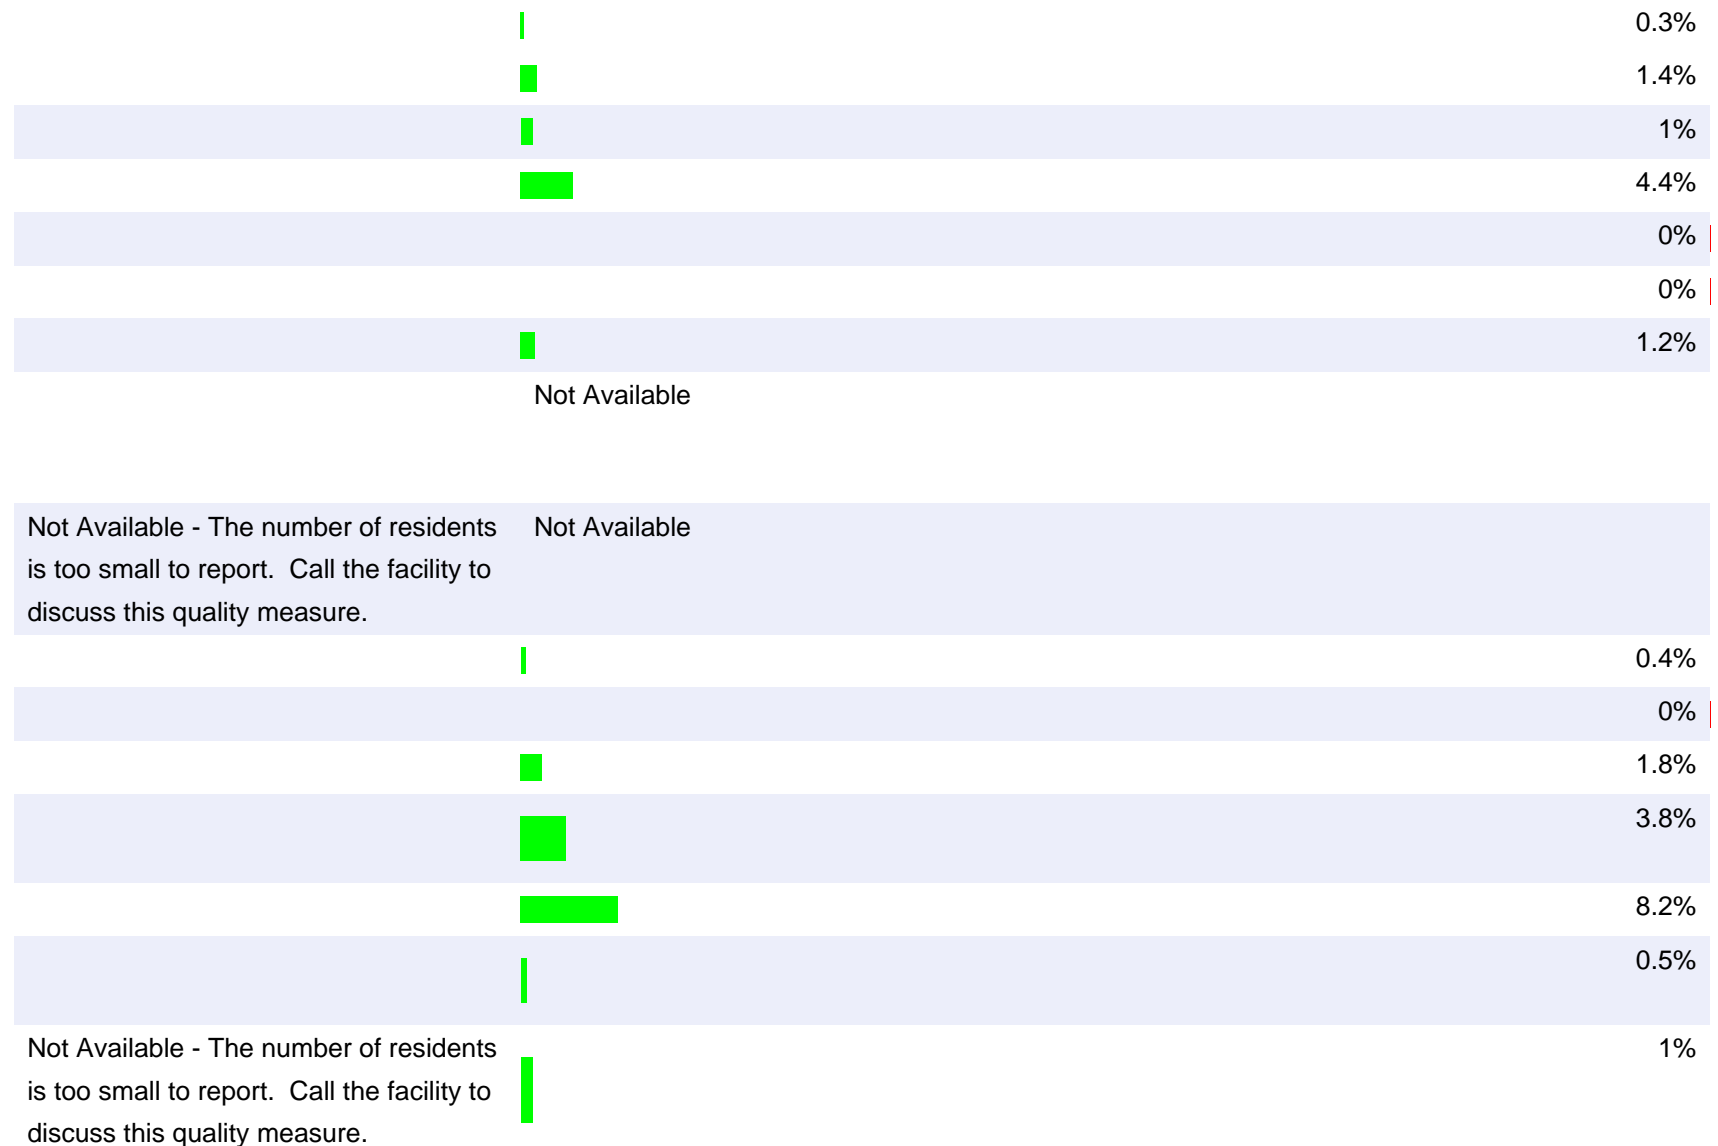 0.3%
1.4%
1%
4.4%
0%
0%
1.2%
Not Available
Not Available - The number of residents
is too small to report.  Call the facility to
discuss this quality measure.
Not Available
0.4%
0%
1.8%
3.8%
8.2%
0.5%
Not Available - The number of residents
is too small to report.  Call the facility to
discuss this quality measure.
1%